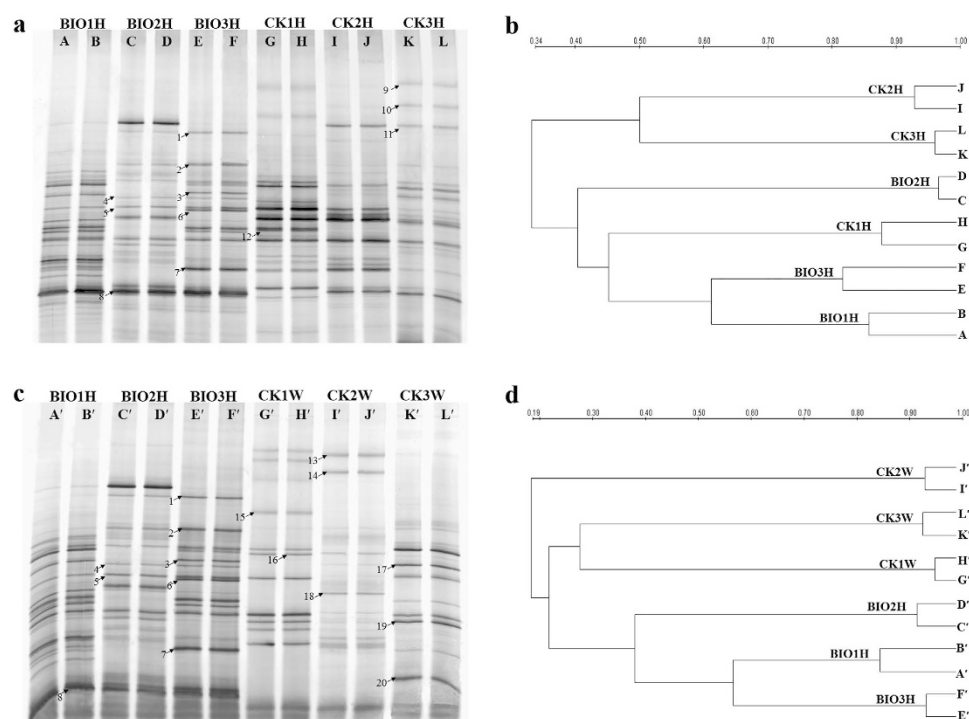 a
BIO1H BIO2H BIO3H CK1H CK2H CK3H
A B C D E F G H I J K L
9
10
1
11
2
3
4
5
6
12
7
8
b
0.34 0.40 0.50 0.60 0.70 0.80 0.90 1.00
CK2H
J
I
CK3H
L
K
BIO2H
D
C
CK1H
H
G
BIO3H
F
E
BIO1H
B
A
c
BIO1H BIO2H BIO3H CK1W CK2W CK3W
A' B' C' D' E' F' G' H' I' J' K' L'
13
14
1
15
2
16
3
4
17
5
6
18
19
7
20
8
d
0.19 0.30 0.40 0.50 0.60 0.70 0.80 0.90 1.00
CK2W
J'
I'
CK3W
L'
K'
CK1W
H'
G'
BIO2H
D'
C'
BIO1H
B'
A'
BIO3H
F'
E'